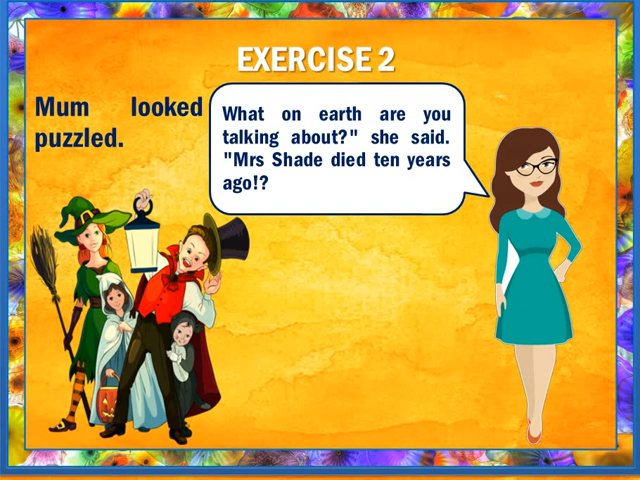 EXERCISE 2
Mum looked
puzzled.
What on earth are you
talking about?" she said.
"Mrs Shade died ten years
ago!?